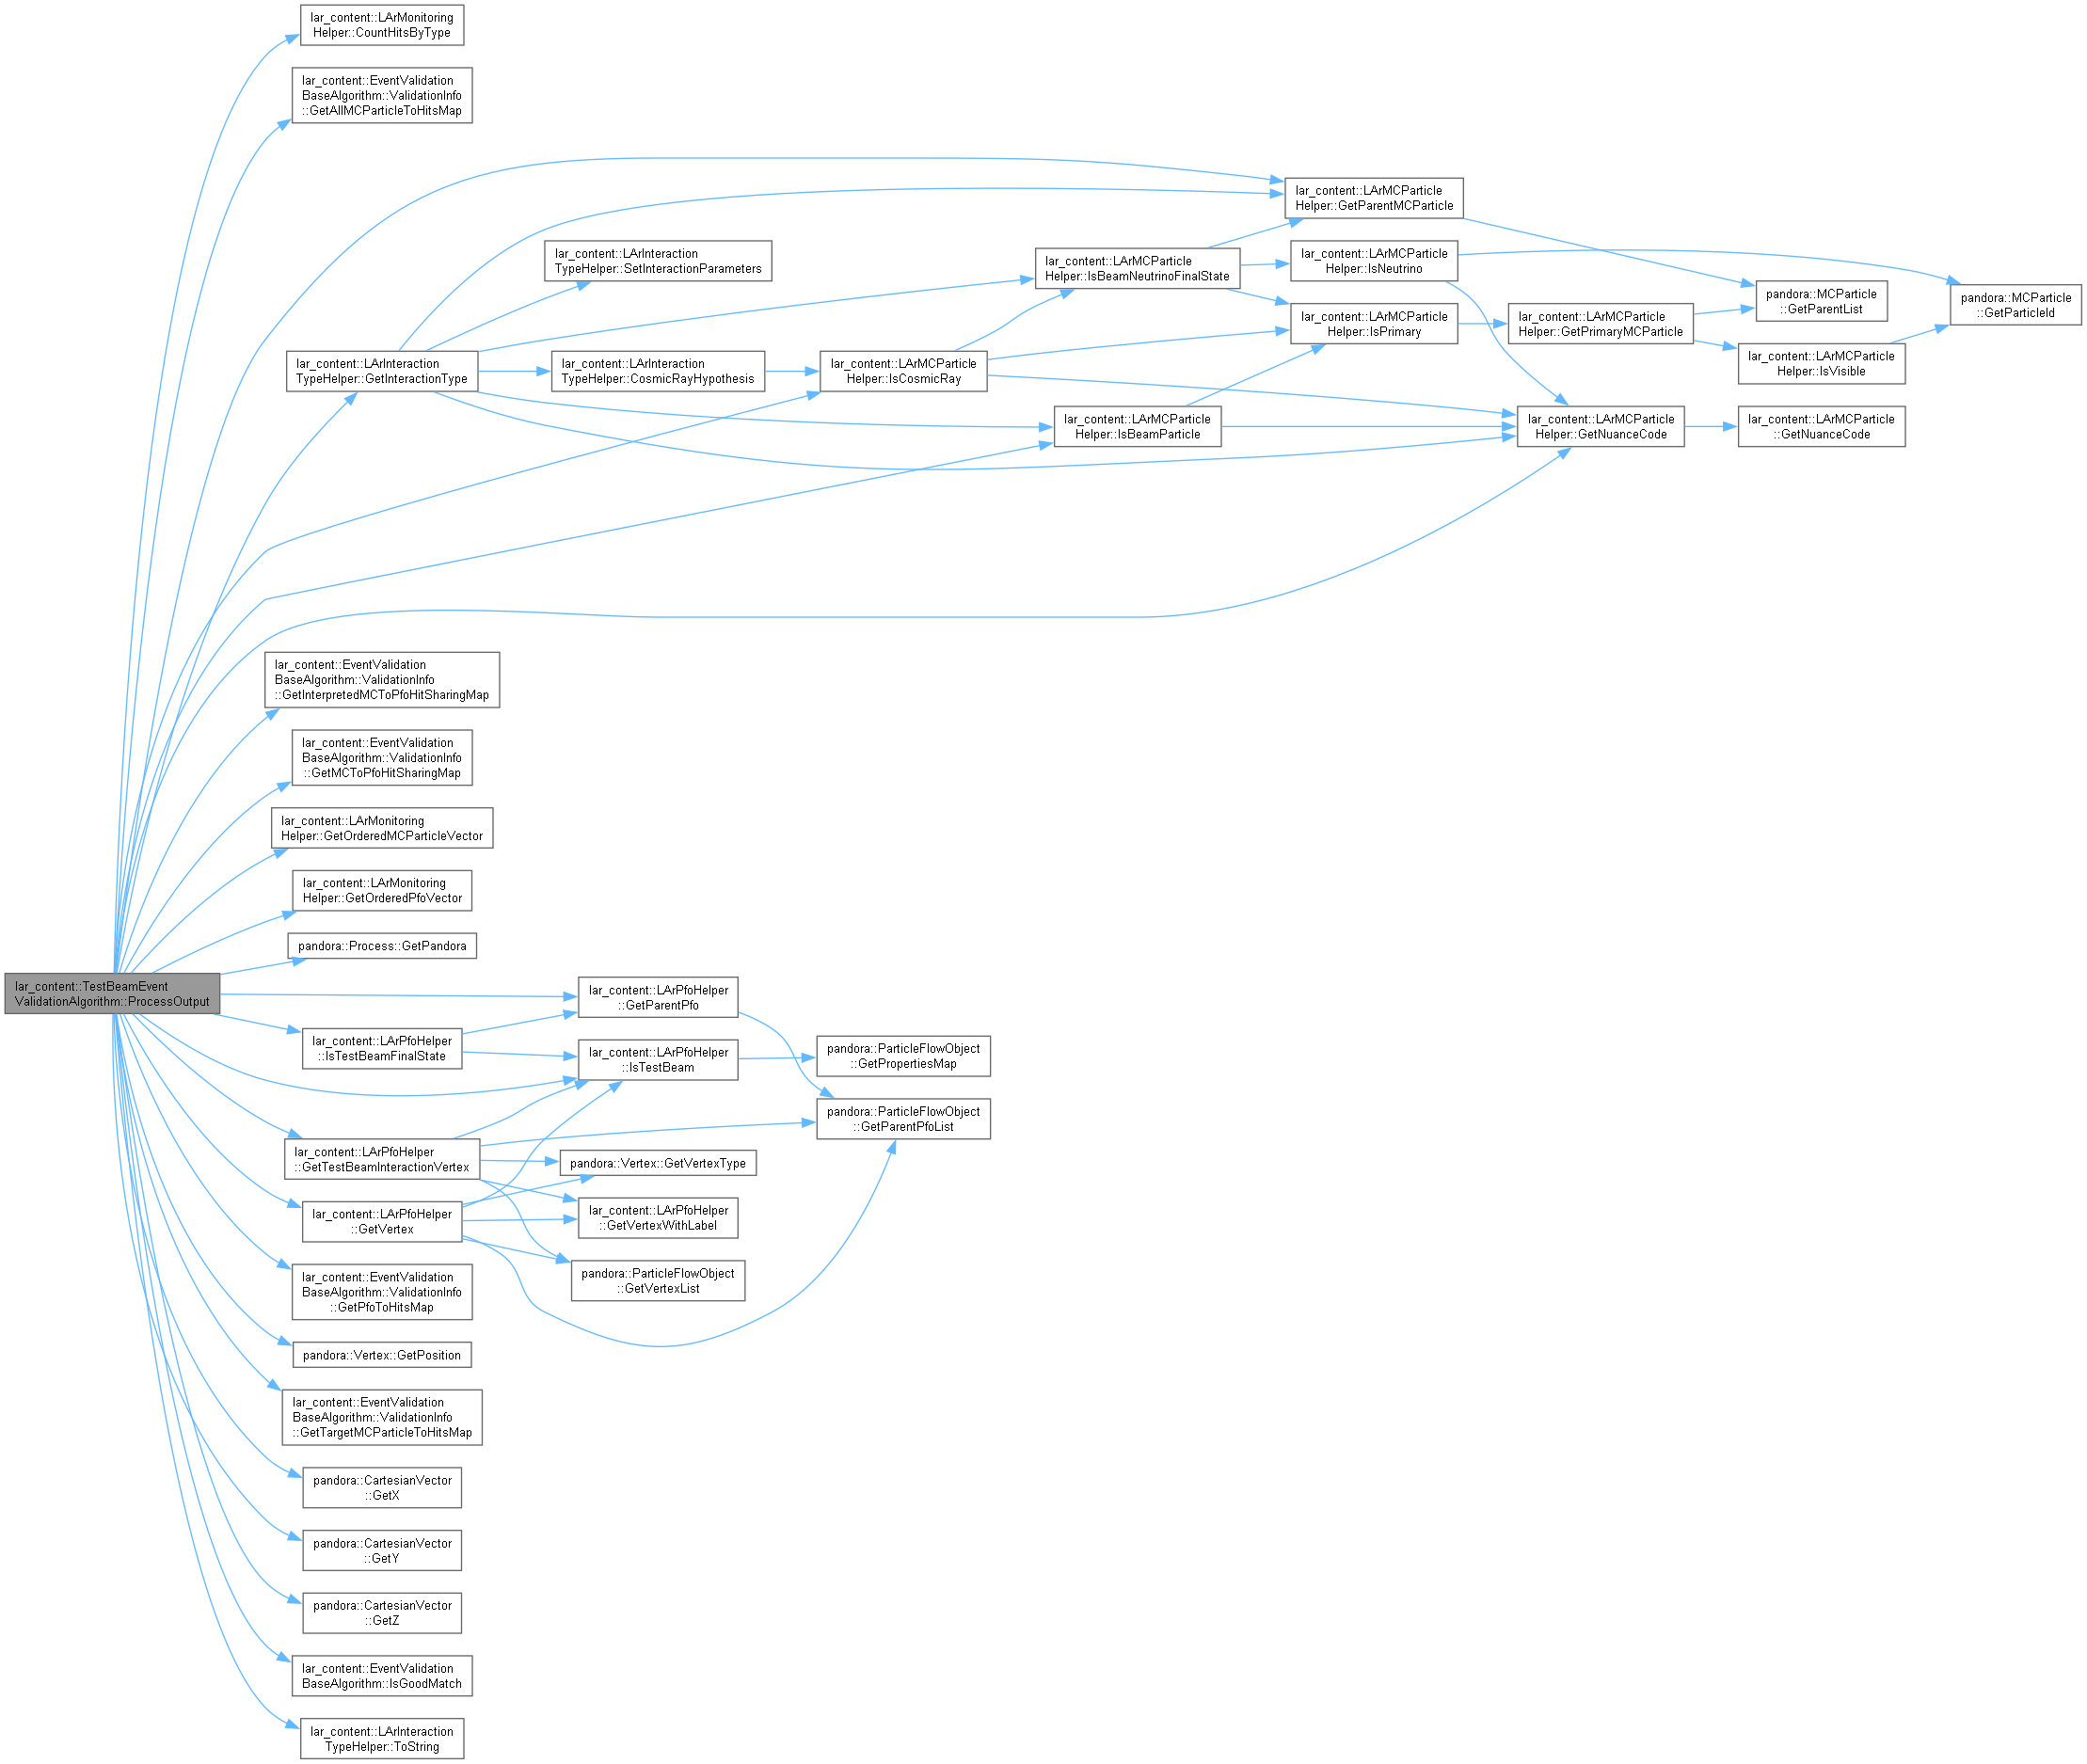 lar_content::LArMonitoring
Helper::CountHitsByType
lar_content::EventValidation
BaseAlgorithm::ValidationInfo
::GetAllMCParticleToHitsMap
lar_content::LArMCParticle
Helper::GetParentMCParticle
lar_content::LArInteraction
TypeHelper::SetInteractionParameters
lar_content::LArMCParticle
Helper::IsBeamNeutrinoFinalState
lar_content::LArMCParticle
Helper::IsNeutrino
pandora::MCParticle
::GetParentList
pandora::MCParticle
::GetParticleId
lar_content::LArMCParticle
Helper::IsPrimary
lar_content::LArMCParticle
Helper::GetPrimaryMCParticle
lar_content::LArMCParticle
Helper::IsVisible
lar_content::LArInteraction
TypeHelper::GetInteractionType
lar_content::LArInteraction
TypeHelper::CosmicRayHypothesis
lar_content::LArMCParticle
Helper::IsCosmicRay
lar_content::LArMCParticle
Helper::IsBeamParticle
lar_content::LArMCParticle
Helper::GetNuanceCode
lar_content::LArMCParticle
::GetNuanceCode
lar_content::EventValidation
BaseAlgorithm::ValidationInfo
::GetInterpretedMCToPfoHitSharingMap
lar_content::EventValidation
BaseAlgorithm::ValidationInfo
::GetMCToPfoHitSharingMap
lar_content::LArMonitoring
Helper::GetOrderedMCParticleVector
lar_content::LArMonitoring
Helper::GetOrderedPfoVector
pandora::Process::GetPandora
lar_content::TestBeamEvent
ValidationAlgorithm::ProcessOutput
lar_content::LArPfoHelper
::GetParentPfo
lar_content::LArPfoHelper
::IsTestBeamFinalState
lar_content::LArPfoHelper
::IsTestBeam
pandora::ParticleFlowObject
::GetPropertiesMap
pandora::ParticleFlowObject
::GetParentPfoList
lar_content::LArPfoHelper
::GetTestBeamInteractionVertex
pandora::Vertex::GetVertexType
lar_content::LArPfoHelper
::GetVertex
lar_content::LArPfoHelper
::GetVertexWithLabel
pandora::ParticleFlowObject
::GetVertexList
lar_content::EventValidation
BaseAlgorithm::ValidationInfo
::GetPfoToHitsMap
pandora::Vertex::GetPosition
lar_content::EventValidation
BaseAlgorithm::ValidationInfo
::GetTargetMCParticleToHitsMap
pandora::CartesianVector
::GetX
pandora::CartesianVector
::GetY
pandora::CartesianVector
::GetZ
lar_content::EventValidation
BaseAlgorithm::IsGoodMatch
lar_content::LArInteraction
TypeHelper::ToString